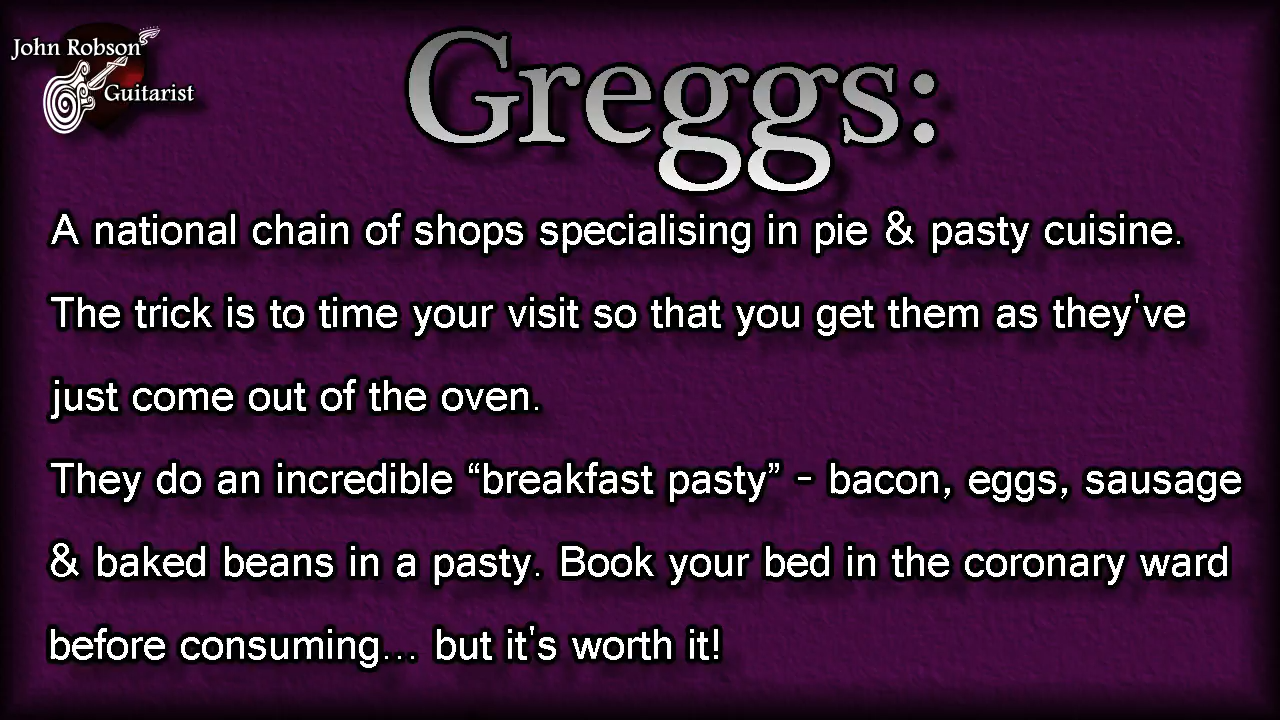 John Robson
Guitarist
Greggs:
A national chain of shops specialising in pie & pasty cuisine.
The trick is to time your visit so that you get them as they've
just come out of the oven.
They do an incredible “breakfast pasty” - bacon, eggs, sausage
& baked beans in a pasty. Book your bed in the coronary ward
before consuming... but it's worth it!